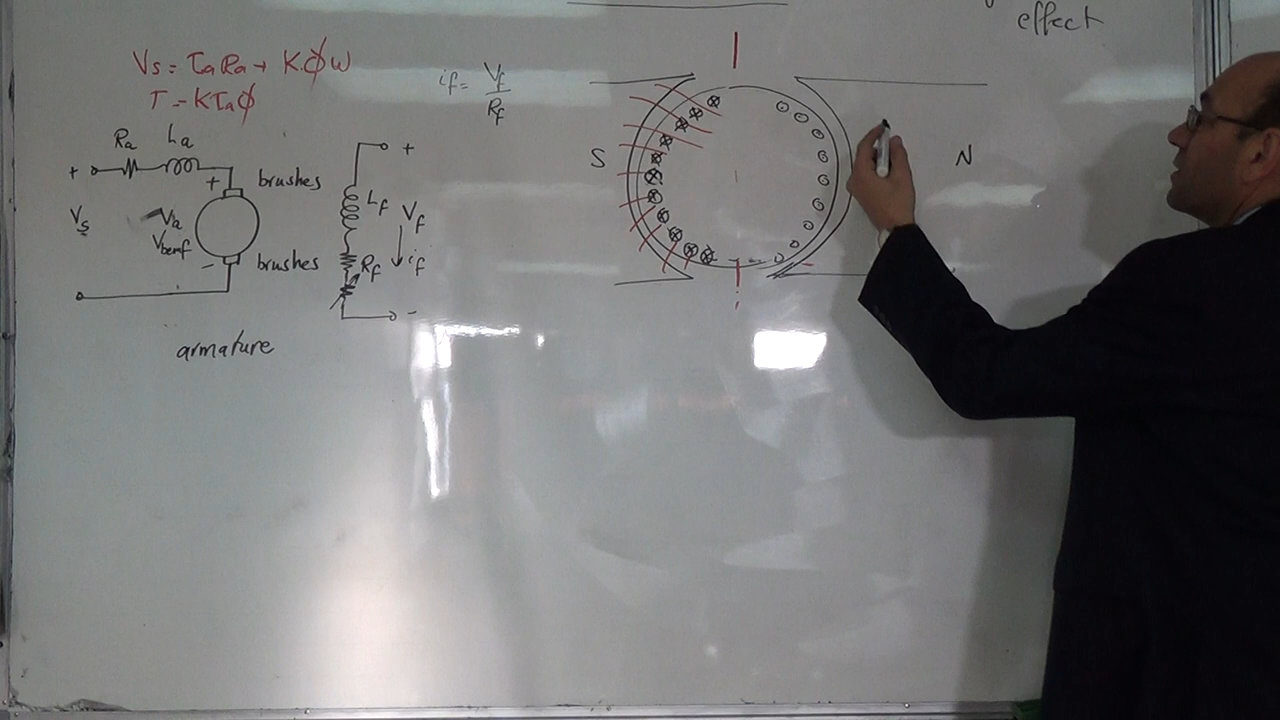 effect
Vs = IaRa + Kϕω
T = KIaϕ
if = Vf / Rf
Ra La
+ + brushes
Vs Va
Vbemf
- brushes
armature
+
Lf Vf
Rf if
-
S N